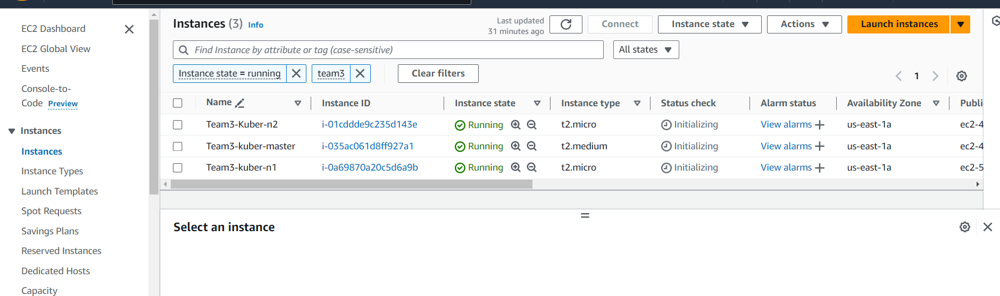 EC2 Dashboard
EC2 Global View
Events
Console-to-
Code Preview
Instances
Instances
Instance Types
Launch Templates
Spot Requests
Savings Plans
Reserved Instances
Dedicated Hosts
Capacity
Instances (3) Info
Last updated
31 minutes ago
Connect
Instance state
Actions
Launch instances
Find Instance by attribute or tag (case-sensitive)
All states
Instance state = running
team3
Clear filters
1
Name Instance ID Instance state Instance type Status check Alarm status Availability Zone Publi
Team3-Kuber-n2 i-01cddde9c235d143e Running t2.micro Initializing View alarms + us-east-1a ec2-4
Team3-kuber-master i-035ac061d8ff927a1 Running t2.medium Initializing View alarms + us-east-1a ec2-4
Team3-kuber-n1 i-0a69870a20c5d6a9b Running t2.micro Initializing View alarms + us-east-1a ec2-5
Select an instance